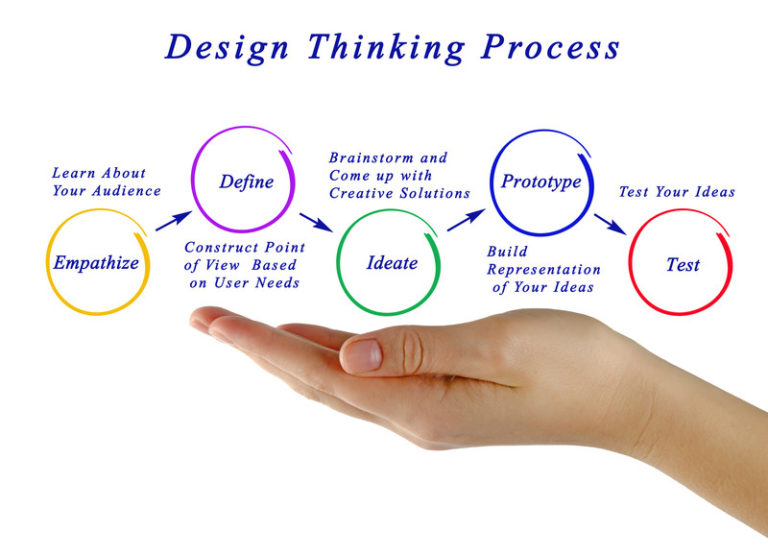 Design Thinking Process
Learn About
Your Audience
Empathize
Define
Construct Point
of View Based
on User Needs
Brainstorm and
Come up with
Creative Solutions
Ideate
Prototype
Build
Representation
of Your Ideas
Test Your Ideas
Test